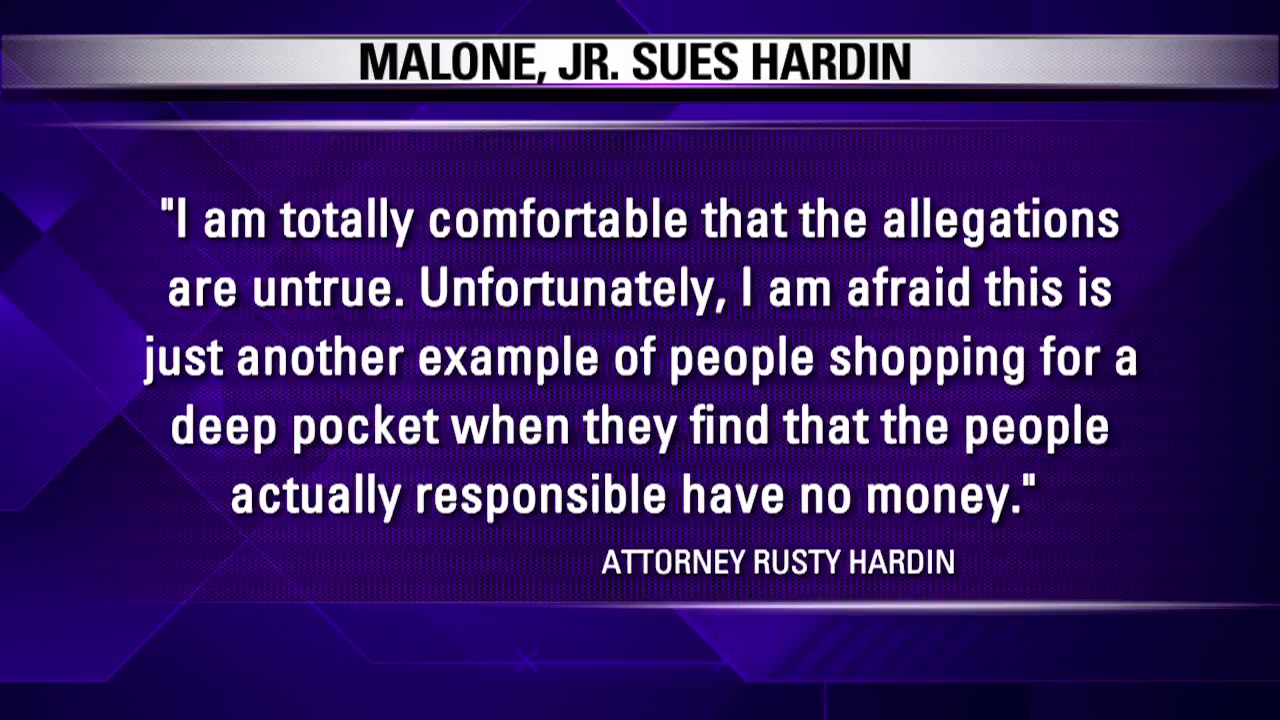 MALONE, JR. SUES HARDIN
"I am totally comfortable that the allegations
are untrue. Unfortunately, I am afraid this is
just another example of people shopping for a
deep pocket when they find that the people
actually responsible have no money."
ATTORNEY RUSTY HARDIN